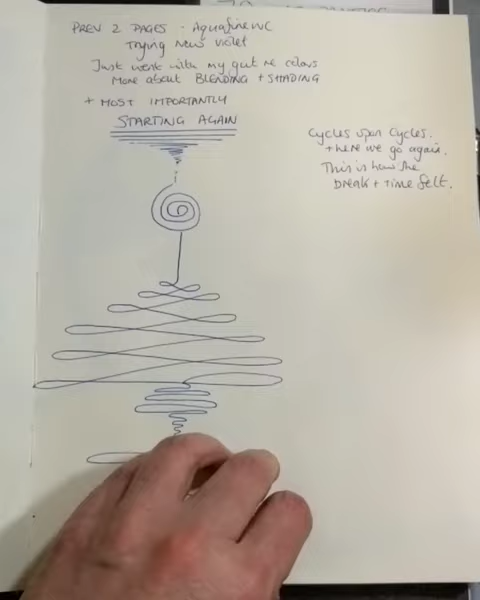 PREV 2 PAGES - AQUAFINE WC
TRYING NEW VIOLET
Just went with my gut re colours
MORE ABOUT BLENDING + SHADING
+ MOST IMPORTANTLY
STARTING AGAIN
Cycles upon Cycles.
+ here we go again.
This is how the
break + time felt.